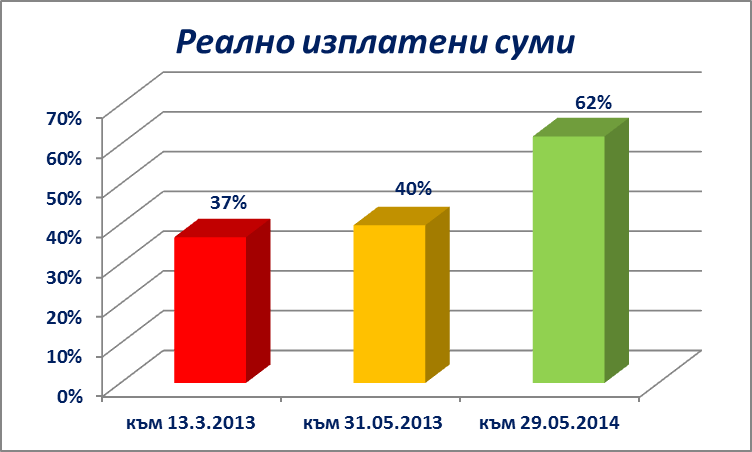 Реално изплатени суми
70%
60%
50%
40%
30%
20%
10%
0%
37%
40%
62%
към 13.3.2013
към 31.05.2013
към 29.05.2014